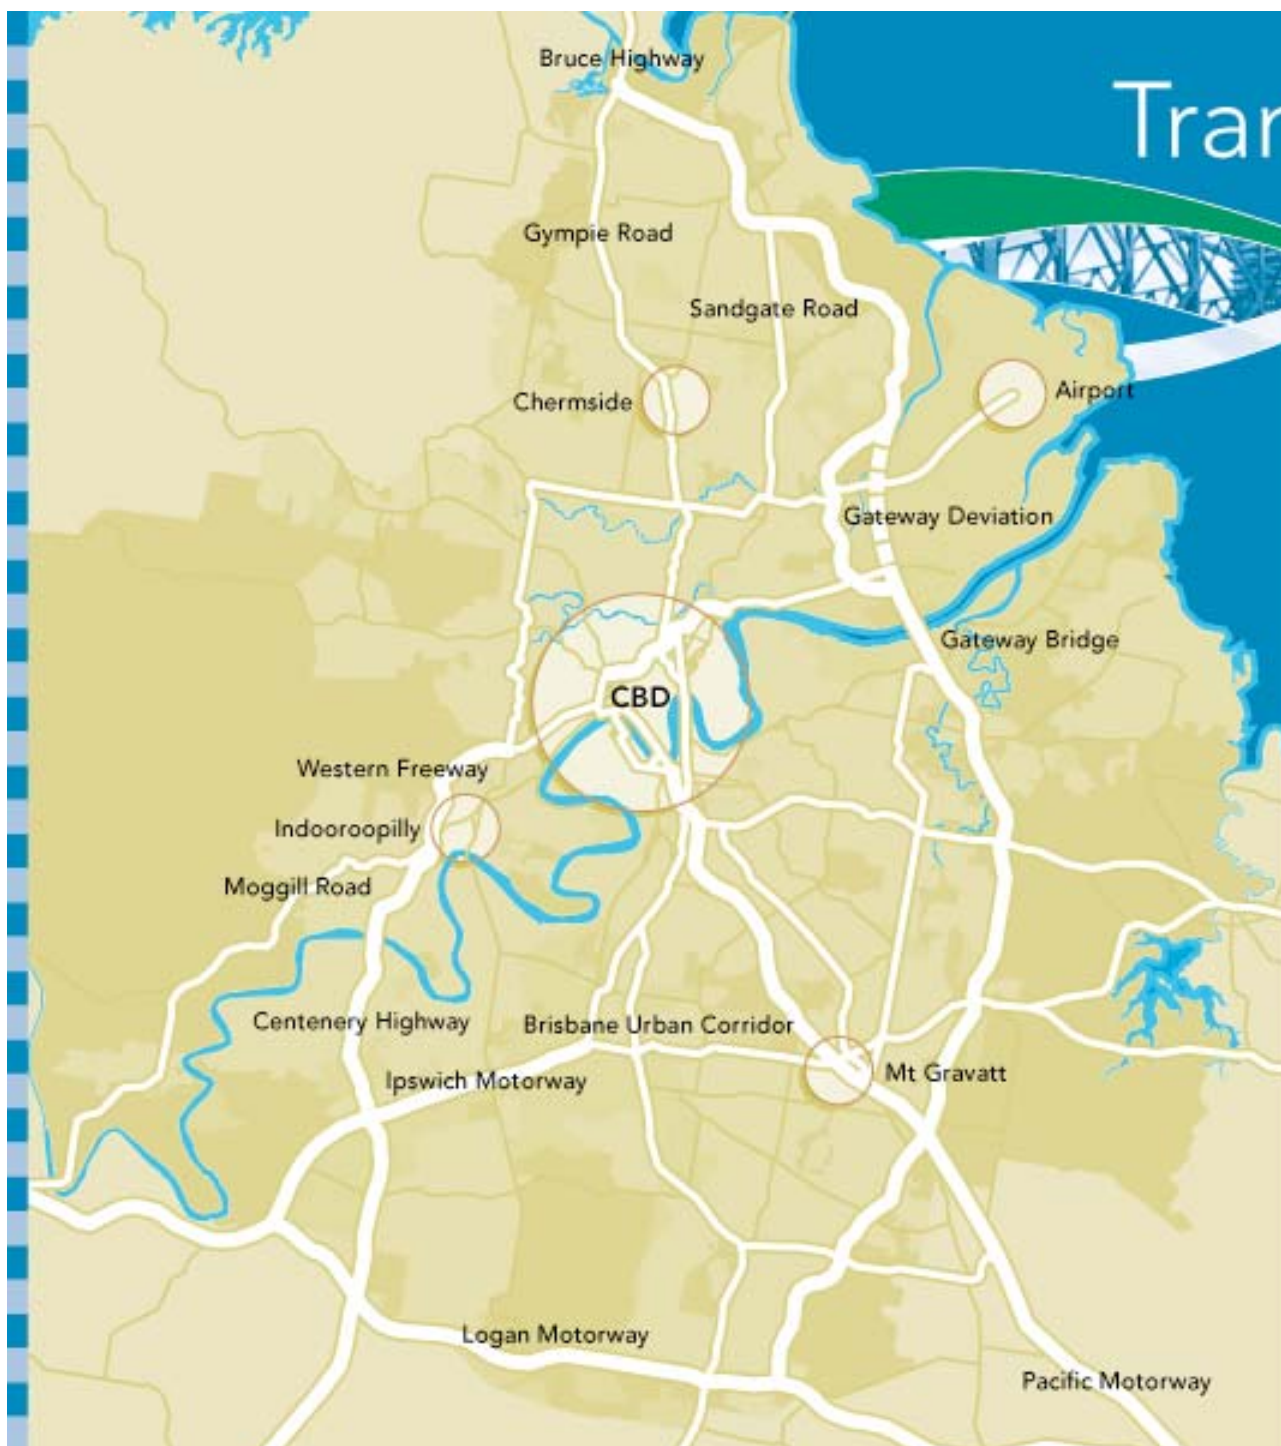 Bruce Highway
Tran
Gympie Road
Sandgate Road
Chermside
Airport
Gateway Deviation
Gateway Bridge
CBD
Western Freeway
Indooroopilly
Moggill Road
Centenery Highway
Brisbane Urban Corridor
Ipswich Motorway
Mt Gravatt
Logan Motorway
Pacific Motorway